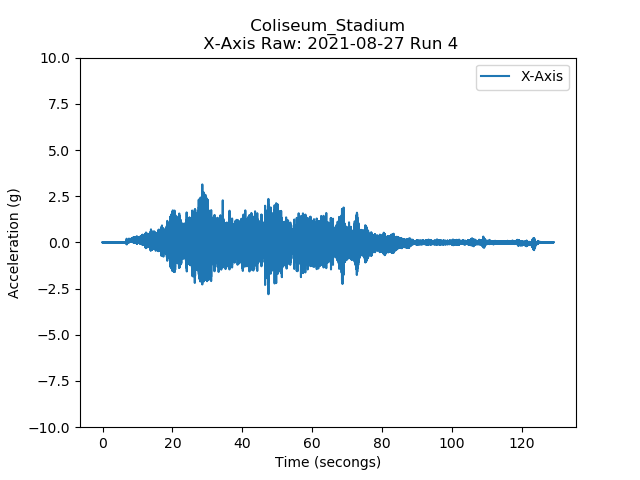 Coliseum_Stadium
X-Axis Raw: 2021-08-27 Run 4
X-Axis
10.0
7.5
5.0
2.5
0.0
−2.5
−5.0
−7.5
−10.0
Acceleration (g)
0 20 40 60 80 100 120
Time (secongs)